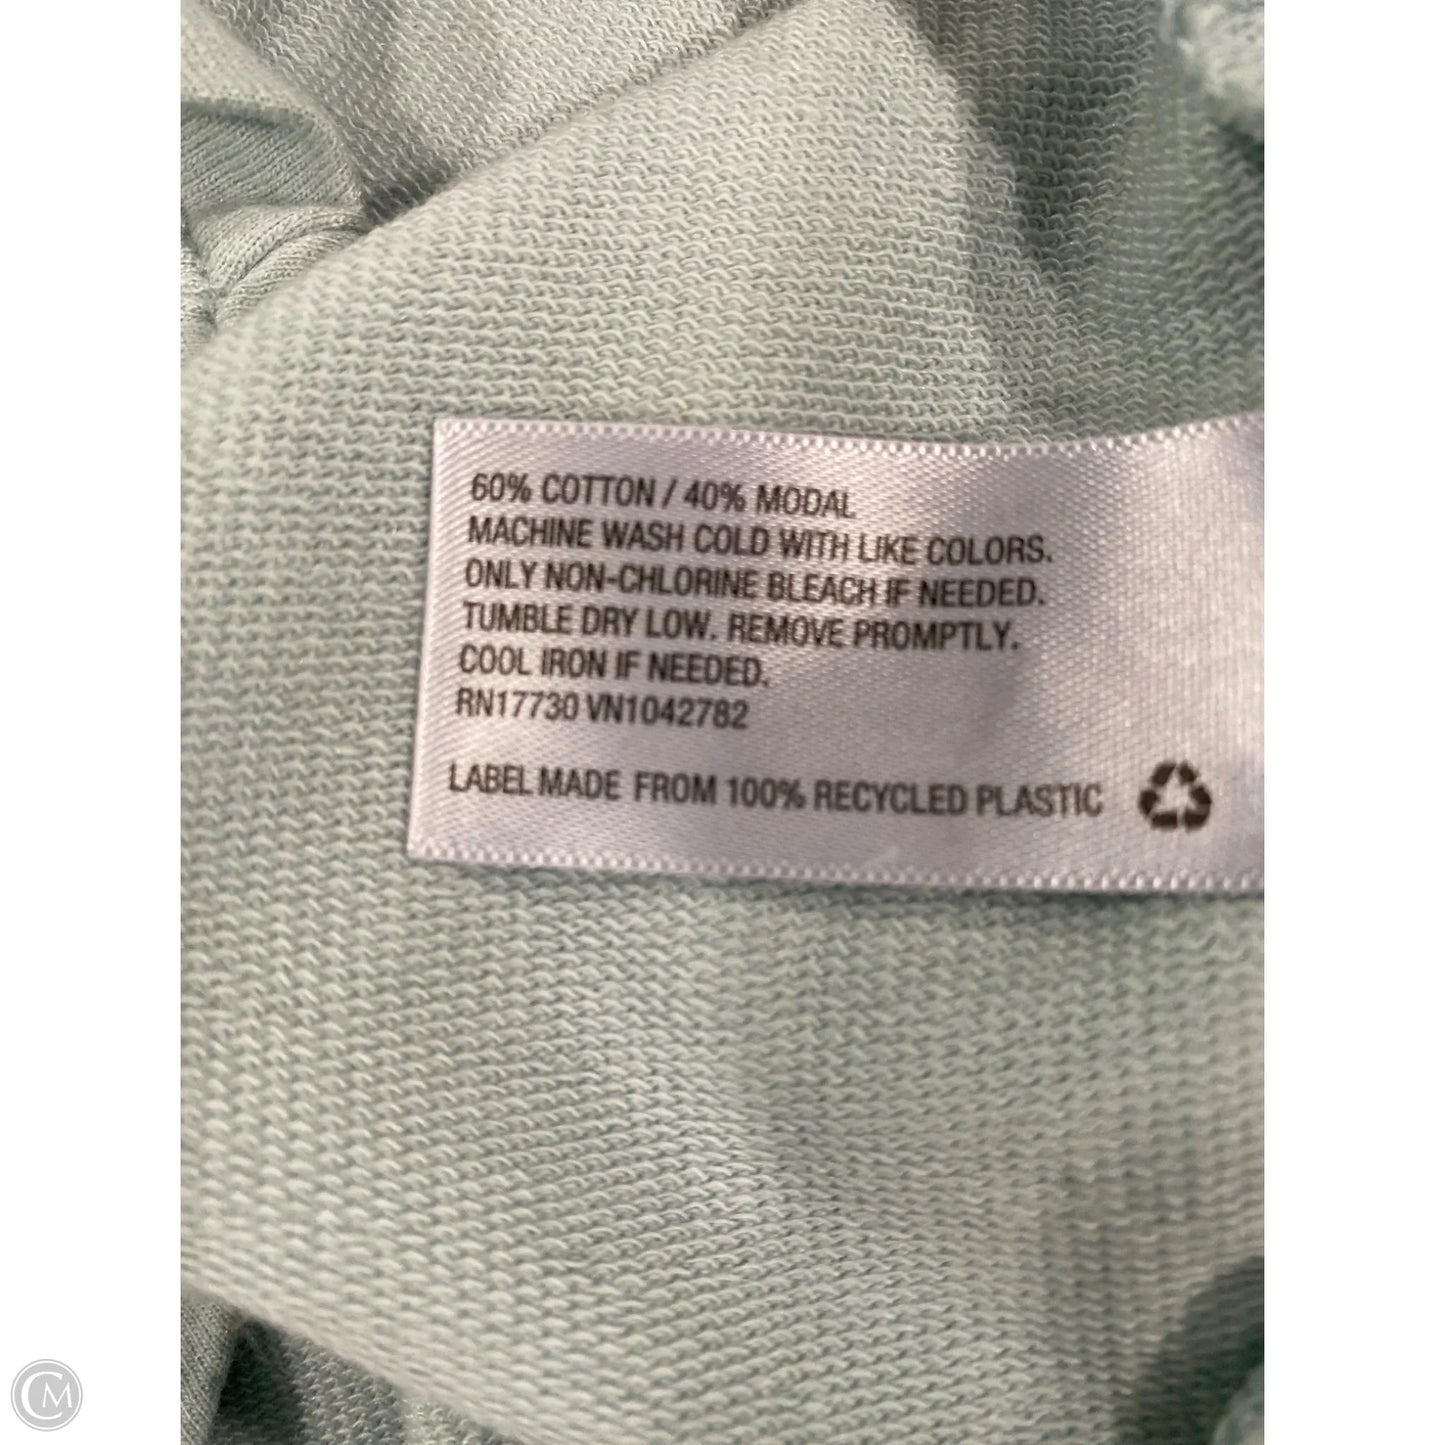 60% COTTON / 40% MODAL
MACHINE WASH COLD WITH LIKE COLORS.
ONLY NON-CHLORINE BLEACH IF NEEDED.
TUMBLE DRY LOW. REMOVE PROMPTLY.
COOL IRON IF NEEDED.
RN17730 VN1042782
LABEL MADE FROM 100% RECYCLED PLASTIC
CM